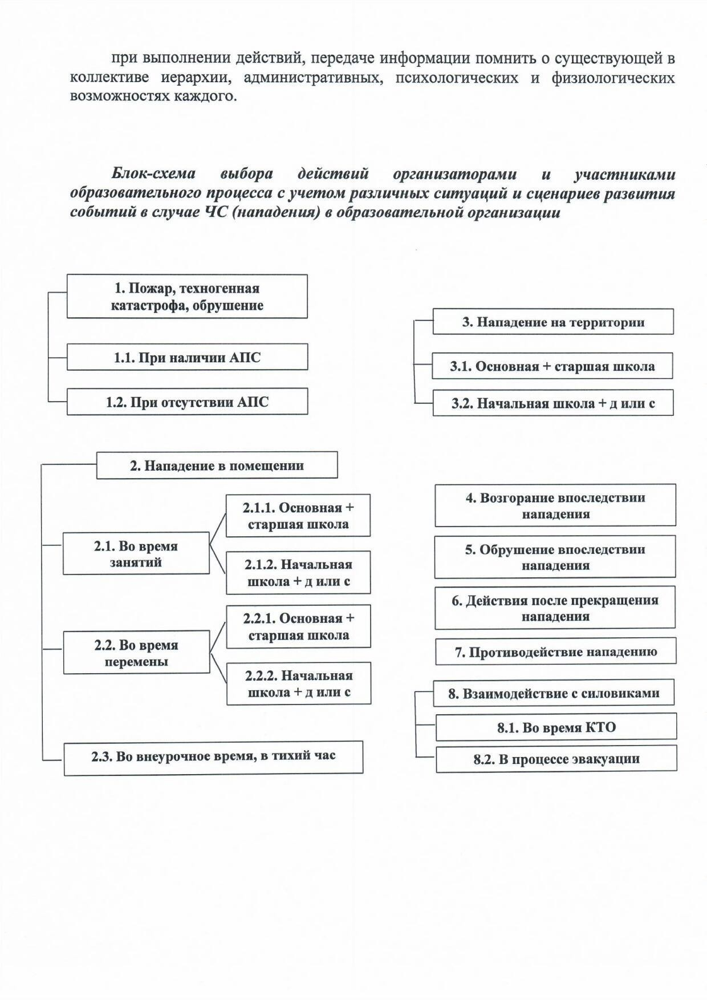 при выполнении действий, передаче информации помнить о существующей в
коллективе иерархии, административных, психологических и физиологических
возможностях каждого.
Блок-схема выбора действий организаторами и участниками
образовательного процесса с учетом различных ситуаций и сценариев развития
событий в случае ЧС (нападения) в образовательной организации
1. Пожар, техногенная
катастрофа, обрушение
1.1. При наличии АПС
1.2. При отсутствии АПС
3. Нападение на территории
3.1. Основная + старшая школа
3.2. Начальная школа + д или с
2. Нападение в помещении
2.1. Во время
занятий
2.1.1. Основная +
старшая школа
2.1.2. Начальная
школа + д или с
2.2. Во время
перемены
2.2.1. Основная +
старшая школа
2.2.2. Начальная
школа + д или с
2.3. Во внеурочное время, в тихий час
4. Возгорание впоследствии
нападения
5. Обрушение впоследствии
нападения
6. Действия после прекращения
нападения
7. Противодействие нападению
8. Взаимодействие с силовиками
8.1. Во время КТО
8.2. В процессе эвакуации